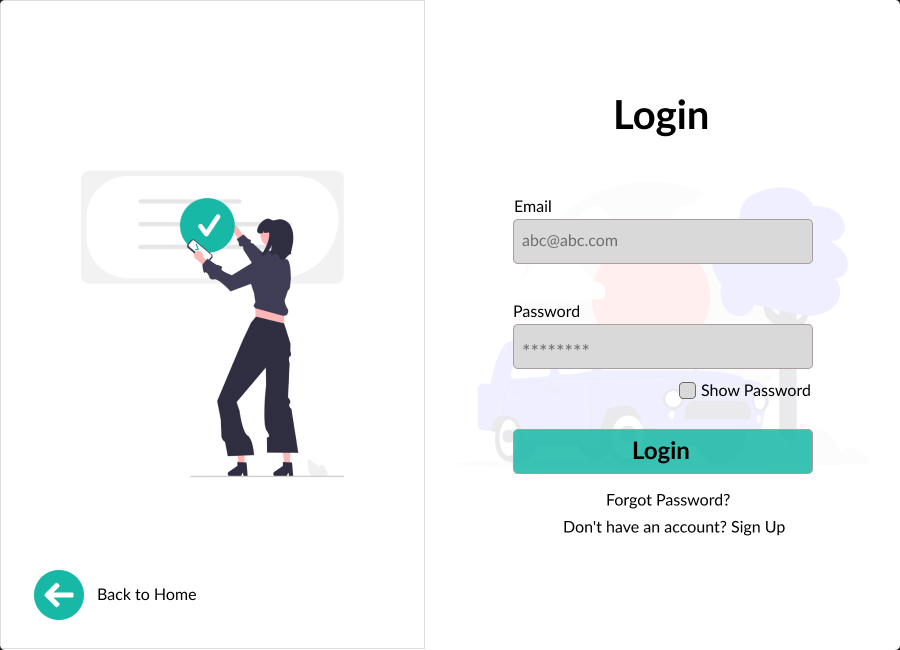 Login
Email
abc@abc.com
Password
********
Show Password
Login
Forgot Password?
Don't have an account? Sign Up
Back to Home